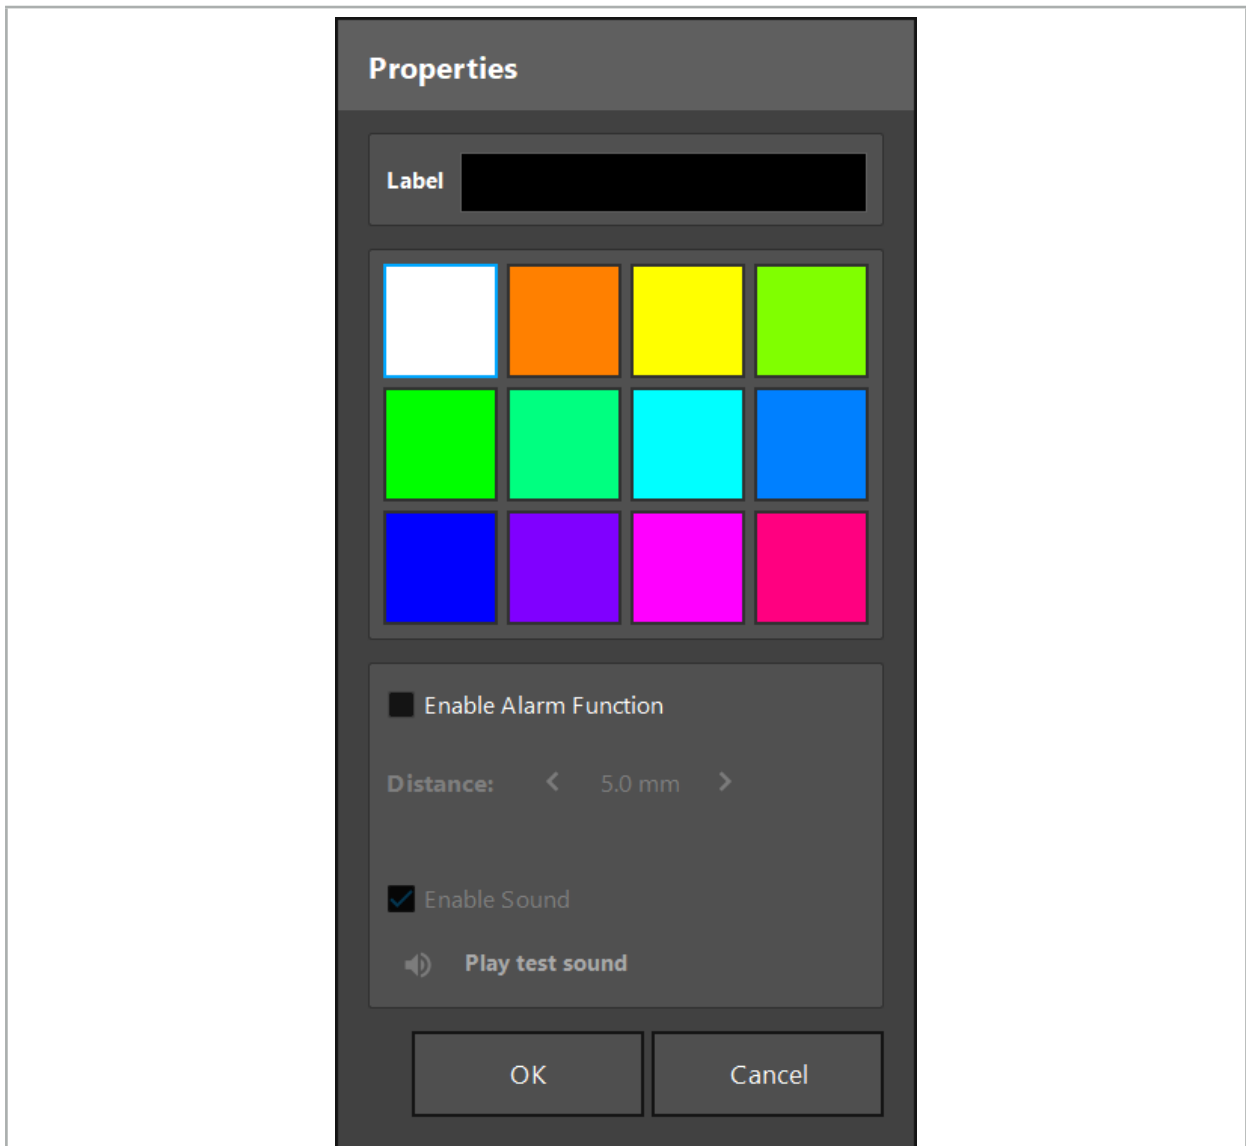 Properties
Label
Enable Alarm Function
Distance: 5.0 mm
Enable Sound
Play test sound
OK Cancel